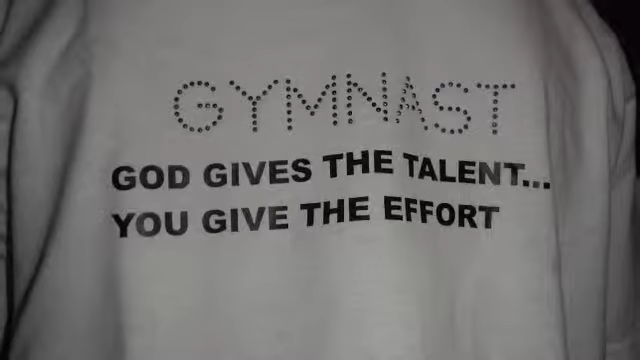 GYMNAST
GOD GIVES THE TALENT...
YOU GIVE THE EFFORT